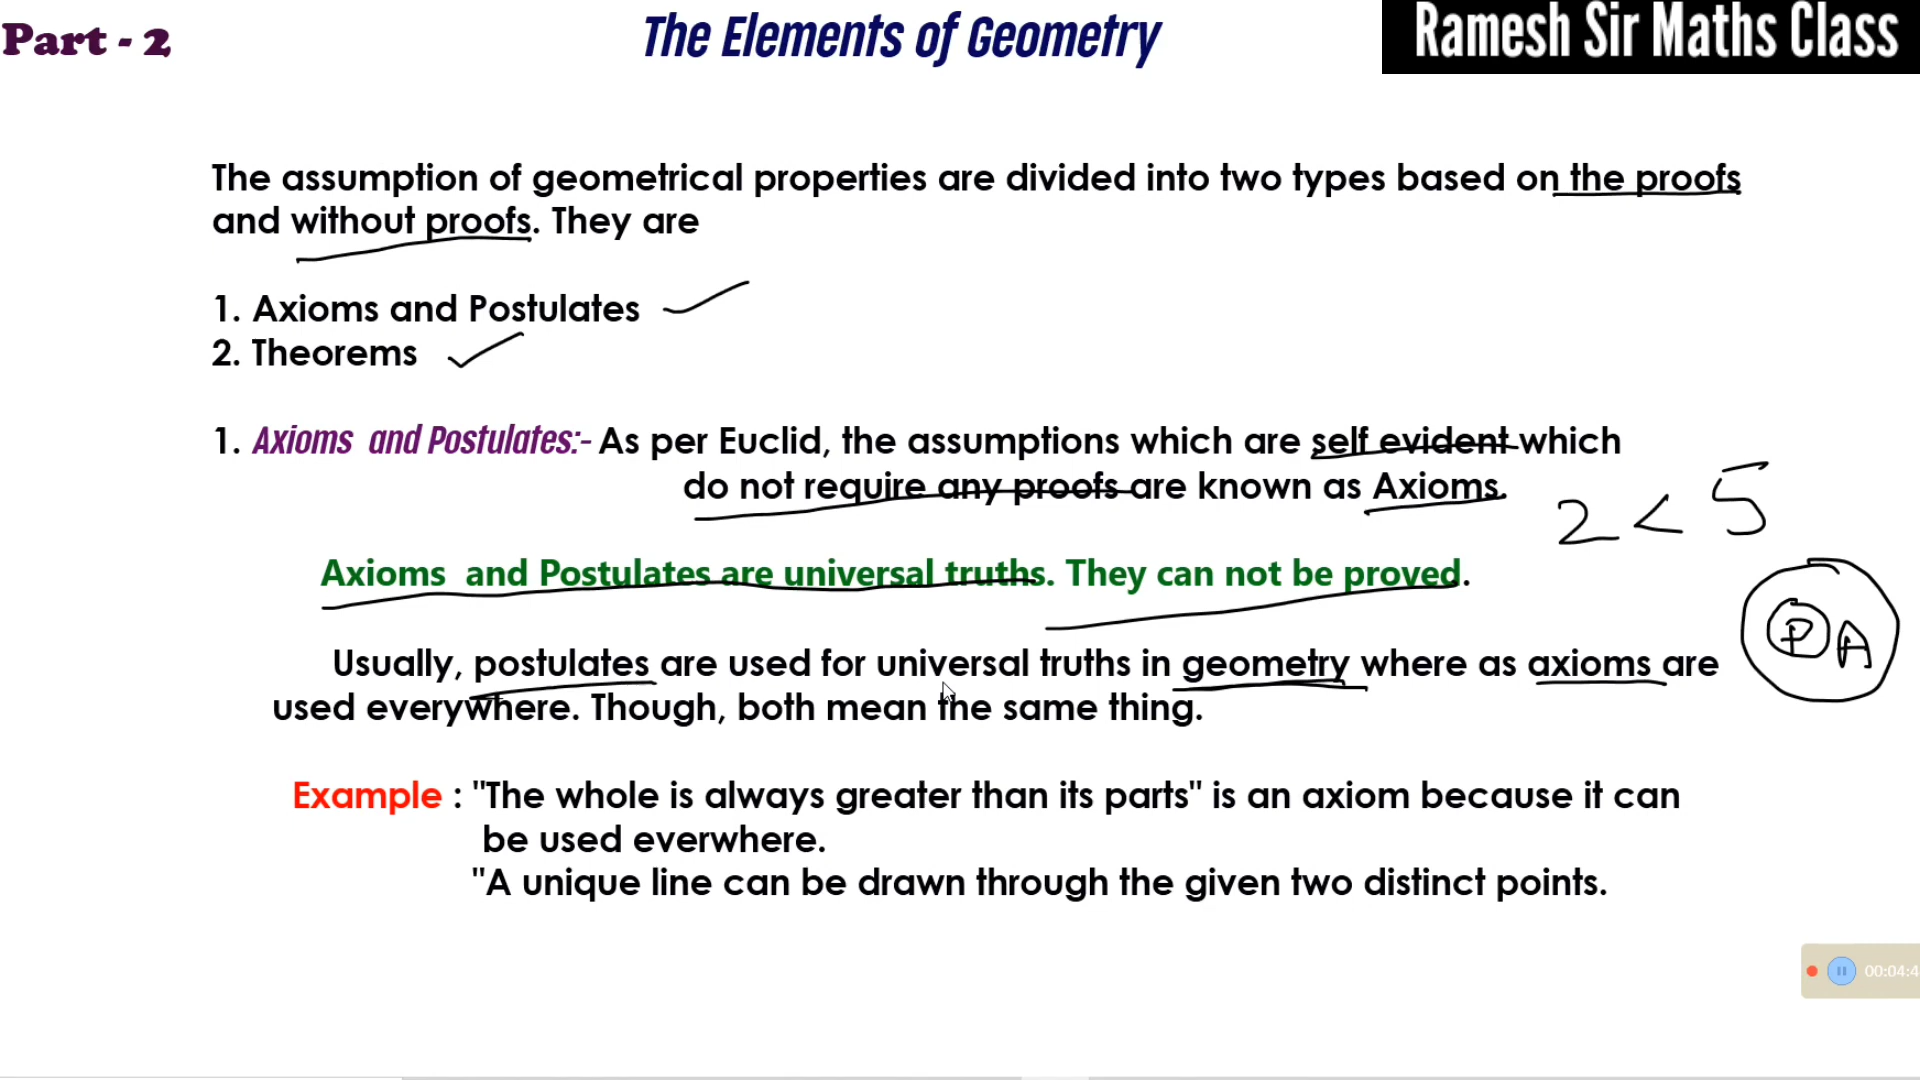 Part - 2
The Elements of Geometry
Ramesh Sir Maths Class
The assumption of geometrical properties are divided into two types based on the proofs
and without proofs. They are
1. Axioms and Postulates
2. Theorems
1. Axioms and Postulates:- As per Euclid, the assumptions which are self evident which
do not require any proofs are known as Axioms.
2 < 5
Axioms and Postulates are universal truths. They can not be proved.
P A
Usually, postulates are used for universal truths in geometry where as axioms are
used everywhere. Though, both mean the same thing.
Example : "The whole is always greater than its parts" is an axiom because it can
be used everwhere.
"A unique line can be drawn through the given two distinct points.
00:04:4